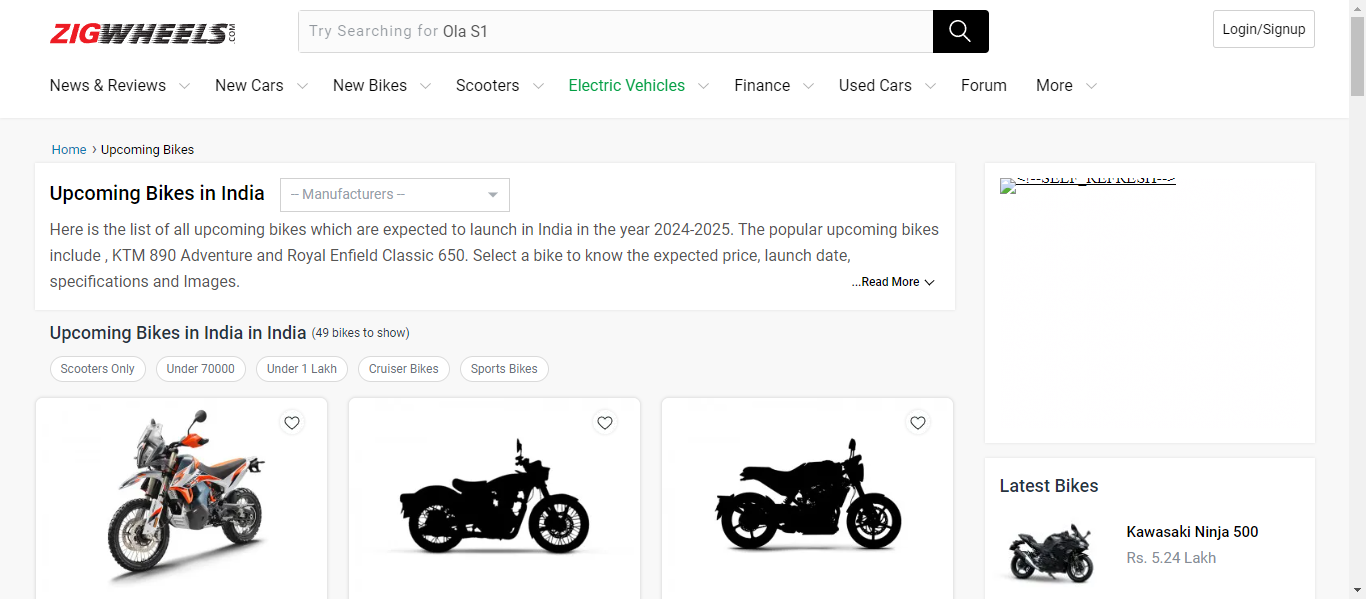 ZIGWHEELS.COM
Try Searching for Ola S1
Login/Signup
News & Reviews
New Cars
New Bikes
Scooters
Electric Vehicles
Finance
Used Cars
Forum
More
Home › Upcoming Bikes
Upcoming Bikes in India
-- Manufacturers --
Here is the list of all upcoming bikes which are expected to launch in India in the year 2024-2025. The popular upcoming bikes
include , KTM 890 Adventure and Royal Enfield Classic 650. Select a bike to know the expected price, launch date,
specifications and Images.
...Read More
<!--SELF_REFRESH-->
Upcoming Bikes in India in India (49 bikes to show)
Scooters Only
Under 70000
Under 1 Lakh
Cruiser Bikes
Sports Bikes
Latest Bikes
Kawasaki Ninja 500
Rs. 5.24 Lakh